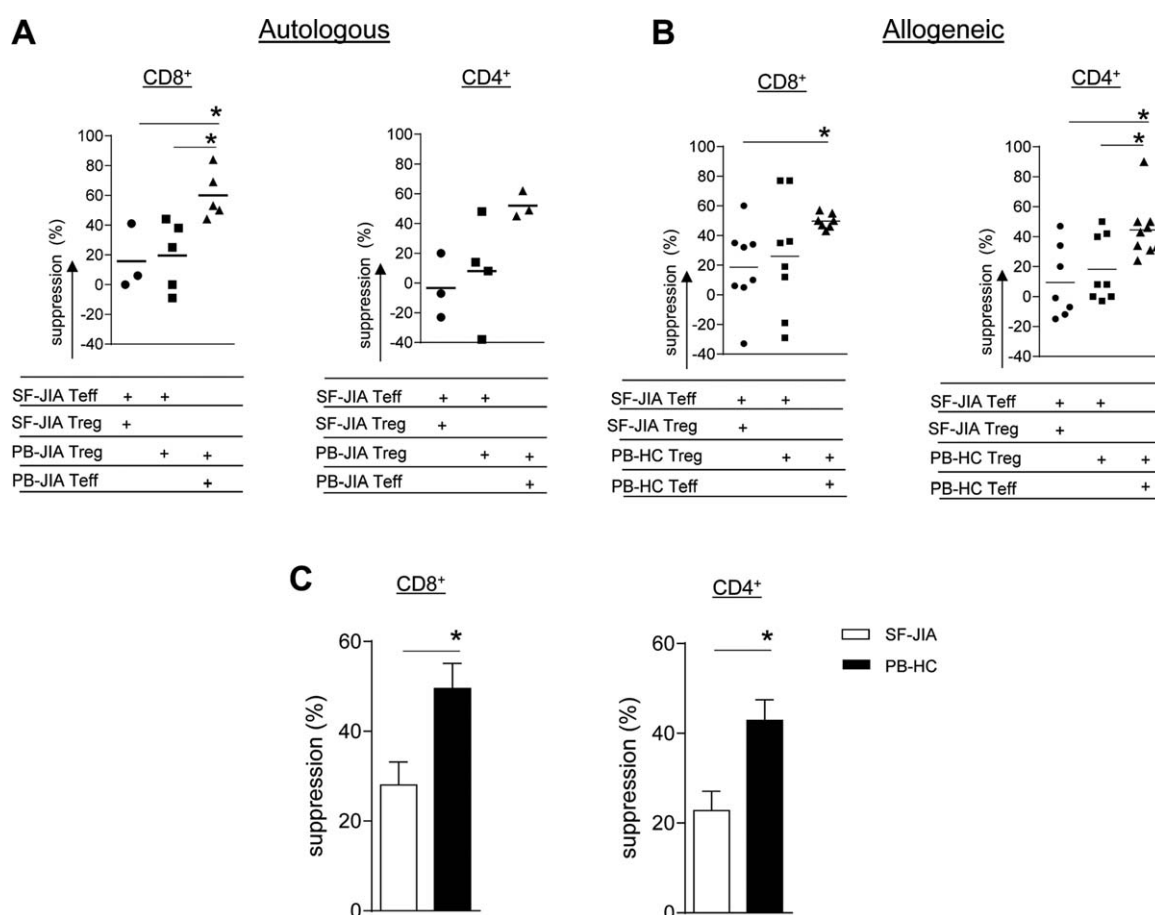 A
Autologous
CD8⁺
*
*
100
80
60
40
20
0
-20
-40
suppression (%)
SF-JIA Teff + +
SF-JIA Treg +
PB-JIA Treg + +
PB-JIA Teff +
CD4⁺
100
80
60
40
20
0
-20
-40
suppression (%)
SF-JIA Teff + +
SF-JIA Treg +
PB-JIA Treg + +
PB-JIA Teff +
B
Allogeneic
CD8⁺
*
100
80
60
40
20
0
-20
-40
suppression (%)
SF-JIA Teff + +
SF-JIA Treg +
PB-HC Treg + +
PB-HC Teff +
CD4⁺
*
*
100
80
60
40
20
0
-20
-40
suppression (%)
SF-JIA Teff + +
SF-JIA Treg +
PB-HC Treg + +
PB-HC Teff +
C
CD8⁺
*
60
40
20
0
suppression (%)
CD4⁺
*
60
40
20
0
suppression (%)
SF-JIA
PB-HC